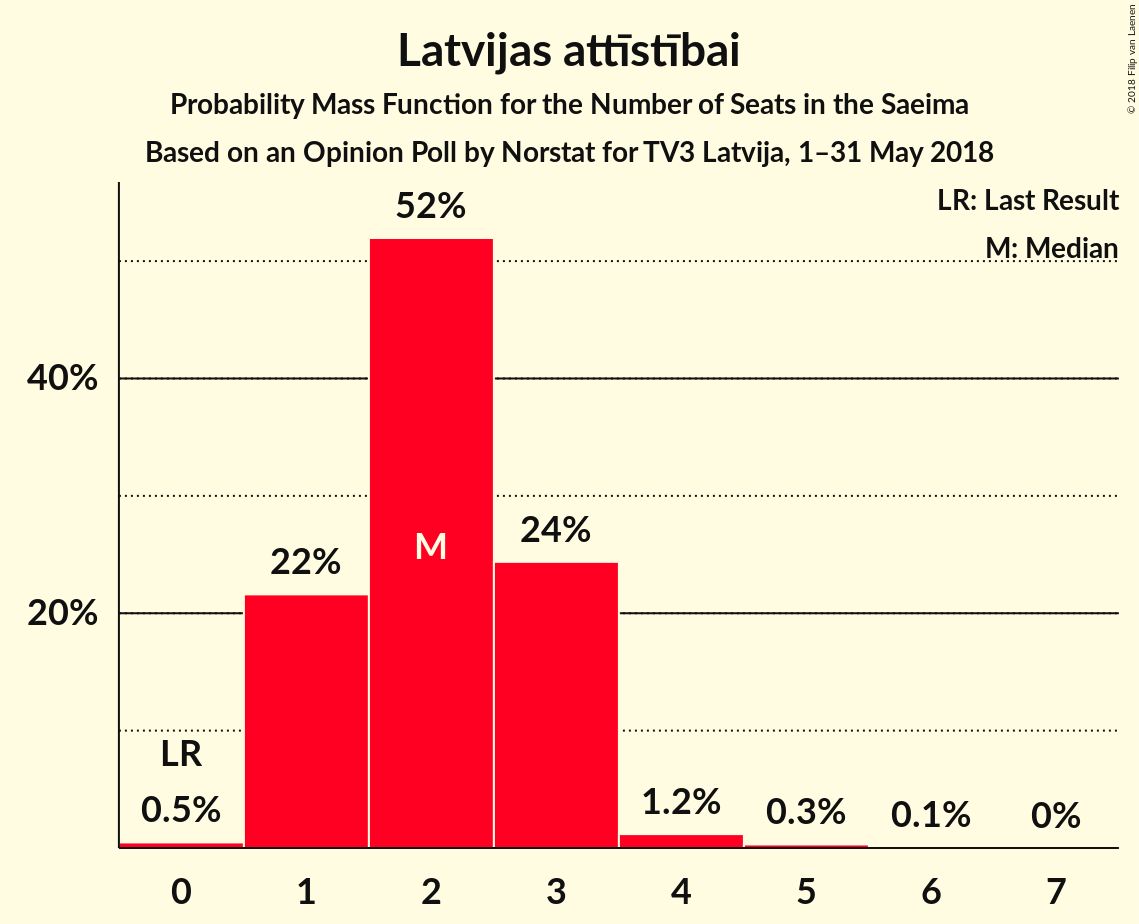 Latvijas attīstībai
Probability Mass Function for the Number of Seats in the Saeima
Based on an Opinion Poll by Norstat for TV3 Latvija, 1–31 May 2018
© 2018 Filip van Laenen
LR: Last Result
M: Median
52%
40%
24%
M
22%
20%
LR
0.5%
1.2%
0.3%
0.1%
0%
0 1 2 3 4 5 6 7